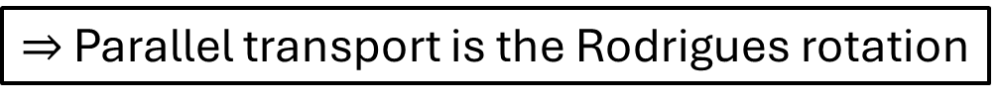 ⇒ Parallel transport is the Rodrigues rotation